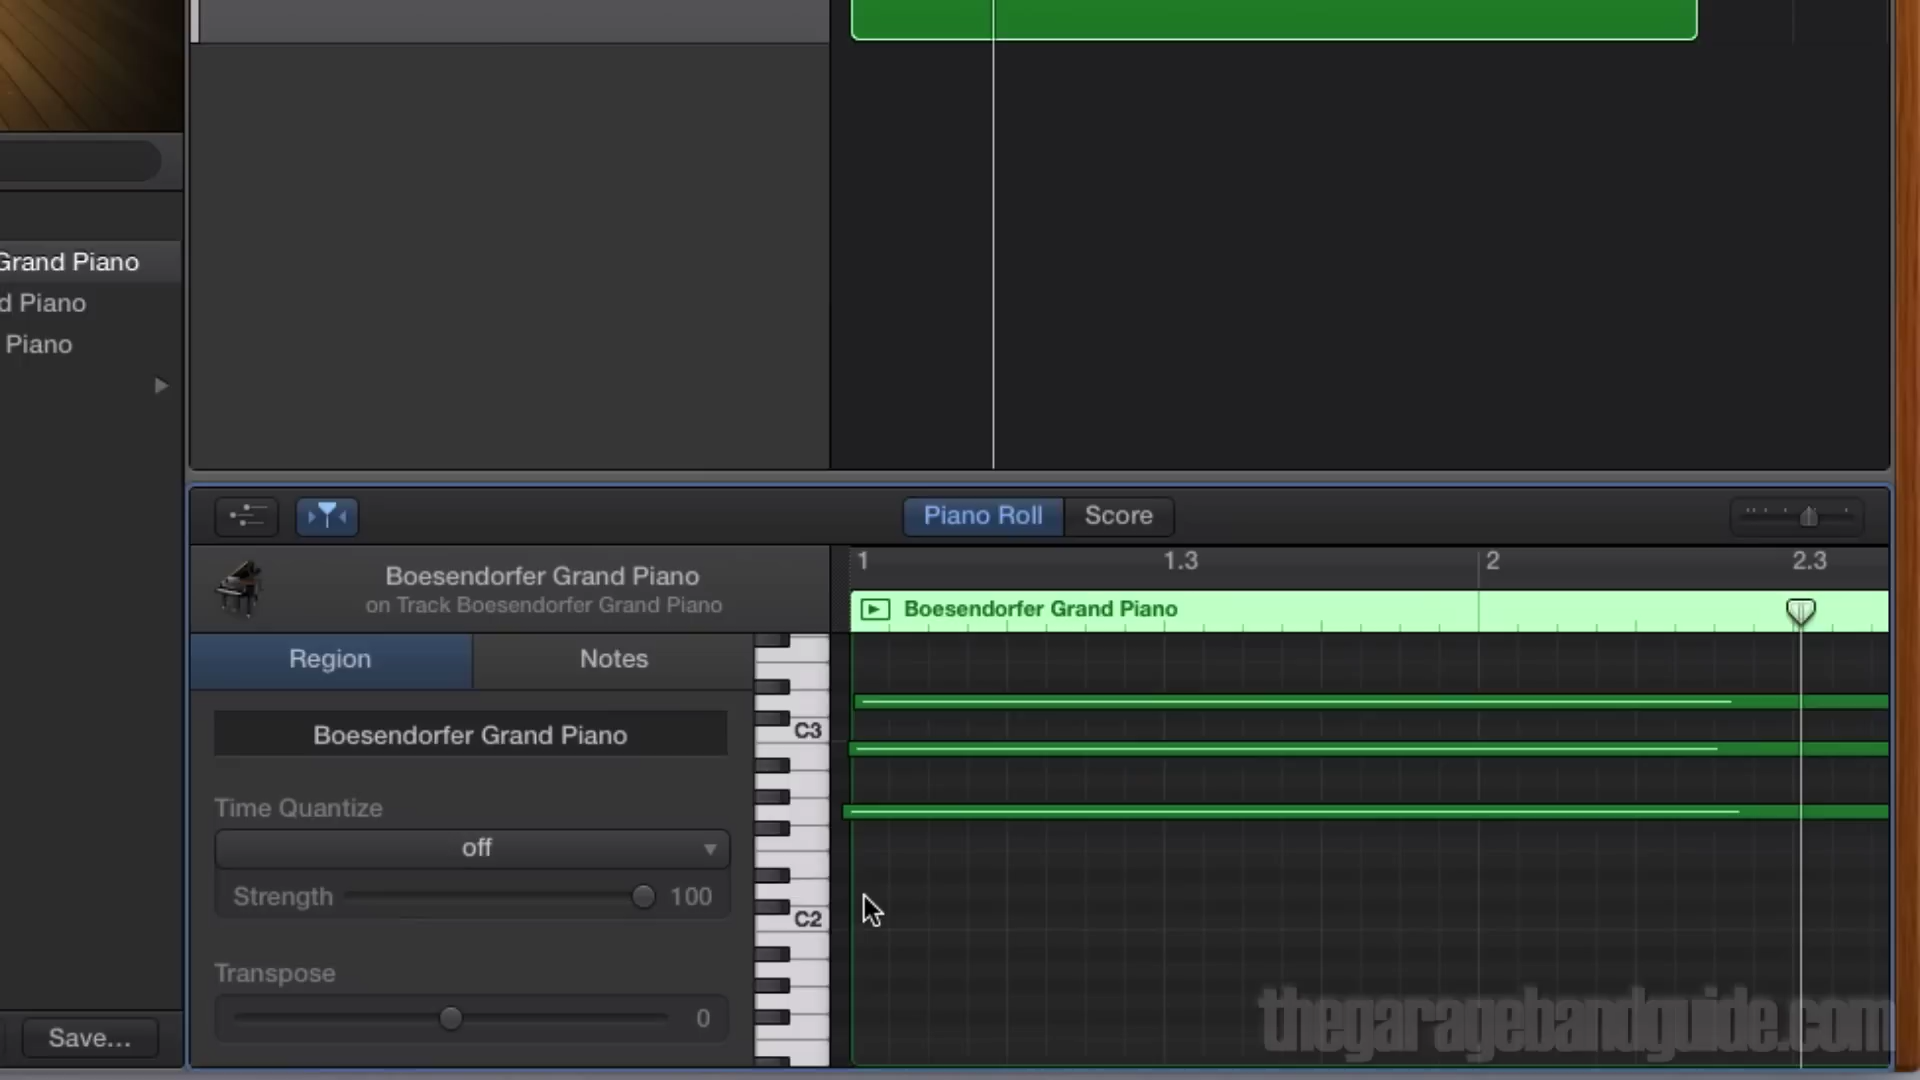 Grand Piano
d Piano
Piano
Save...
Piano Roll
Score
Boesendorfer Grand Piano
on Track Boesendorfer Grand Piano
1
1.3
2
2.3
Boesendorfer Grand Piano
Region
Notes
Boesendorfer Grand Piano
Time Quantize
off
Strength
100
Transpose
0
C3
C2
thegaragebandguide.com